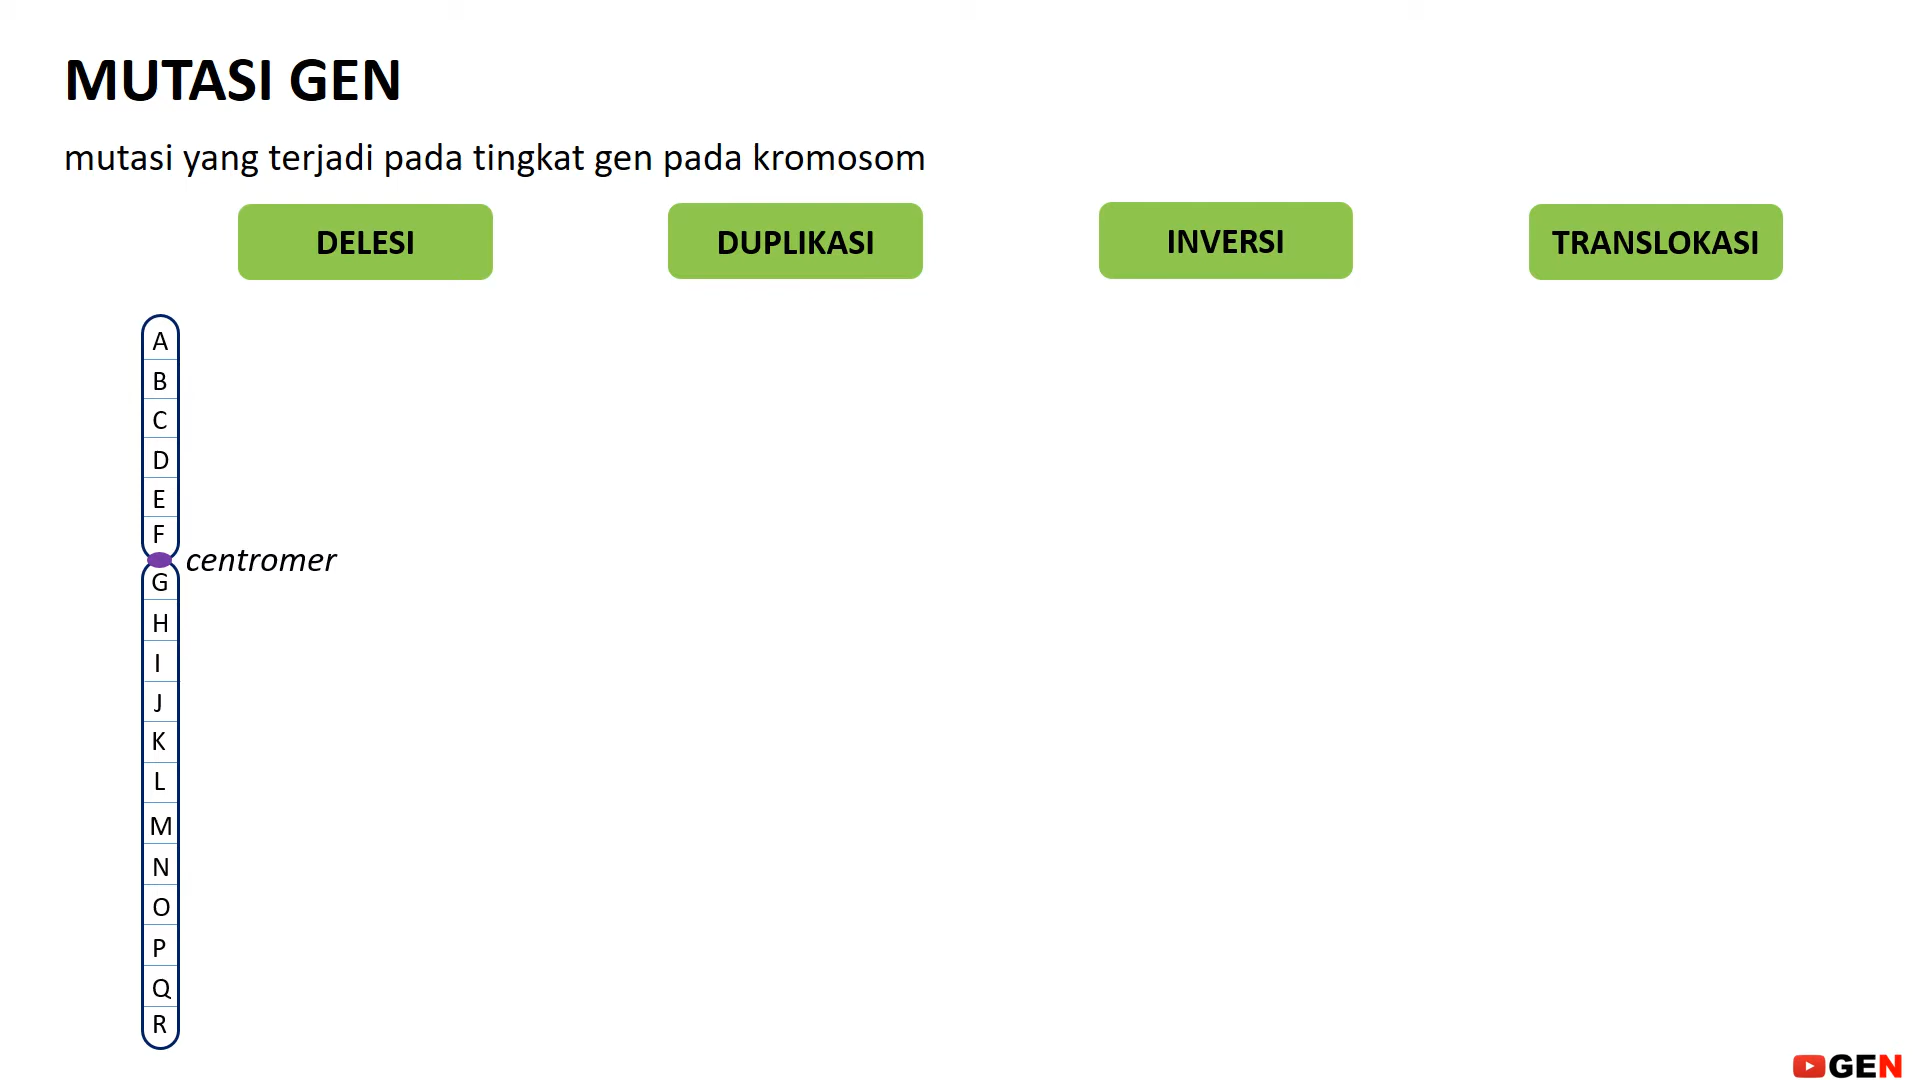 MUTASI GEN
mutasi yang terjadi pada tingkat gen pada kromosom
DELESI
DUPLIKASI
INVERSI
TRANSLOKASI
A
B
C
D
E
F
centromer
G
H
I
J
K
L
M
N
O
P
Q
R
GEN